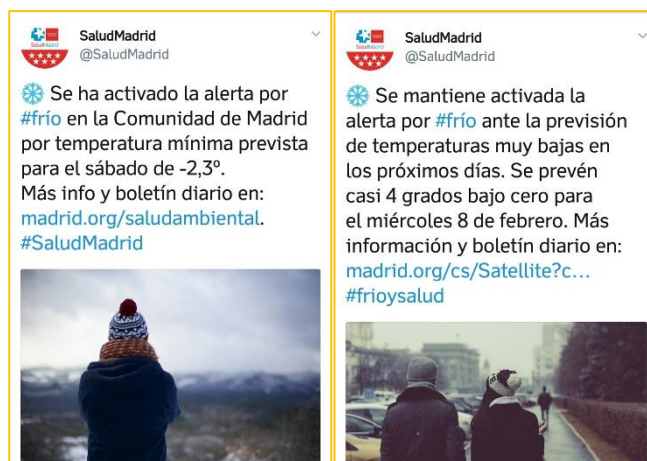 SaludMadrid
@SaludMadrid
Se ha activado la alerta por
#frío en la Comunidad de Madrid
por temperatura mínima prevista
para el sábado de -2,3º.
Más info y boletín diario en:
madrid.org/saludambiental.
#SaludMadrid
SaludMadrid
@SaludMadrid
Se mantiene activada la
alerta por #frío ante la previsión
de temperaturas muy bajas en
los próximos días. Se prevén
casi 4 grados bajo cero para
el miércoles 8 de febrero. Más
información y boletín diario en:
madrid.org/cs/Satellite?c...
#frioysalud